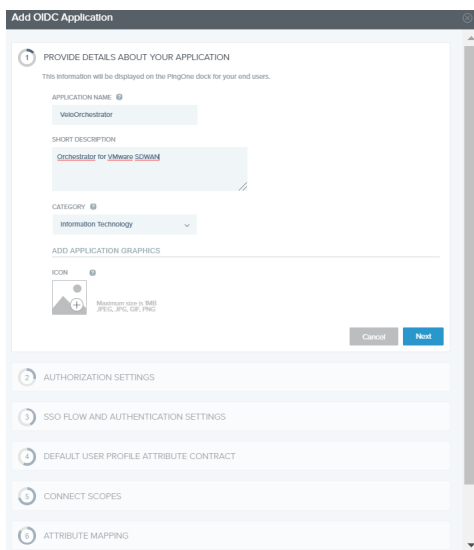 Add OIDC Application
1 PROVIDE DETAILS ABOUT YOUR APPLICATION
This information will be displayed on the PingOne dock for your end users.
APPLICATION NAME ?
VeloOrchestrator
SHORT DESCRIPTION
Orchestrator for VMware SDWAN
CATEGORY ?
Information Technology
ADD APPLICATION GRAPHICS
ICON ?
Maximum size is 1MB
JPEG, JPG, GIF, PNG
Cancel Next
2 AUTHORIZATION SETTINGS
3 SSO FLOW AND AUTHENTICATION SETTINGS
4 DEFAULT USER PROFILE ATTRIBUTE CONTRACT
5 CONNECT SCOPES
6 ATTRIBUTE MAPPING